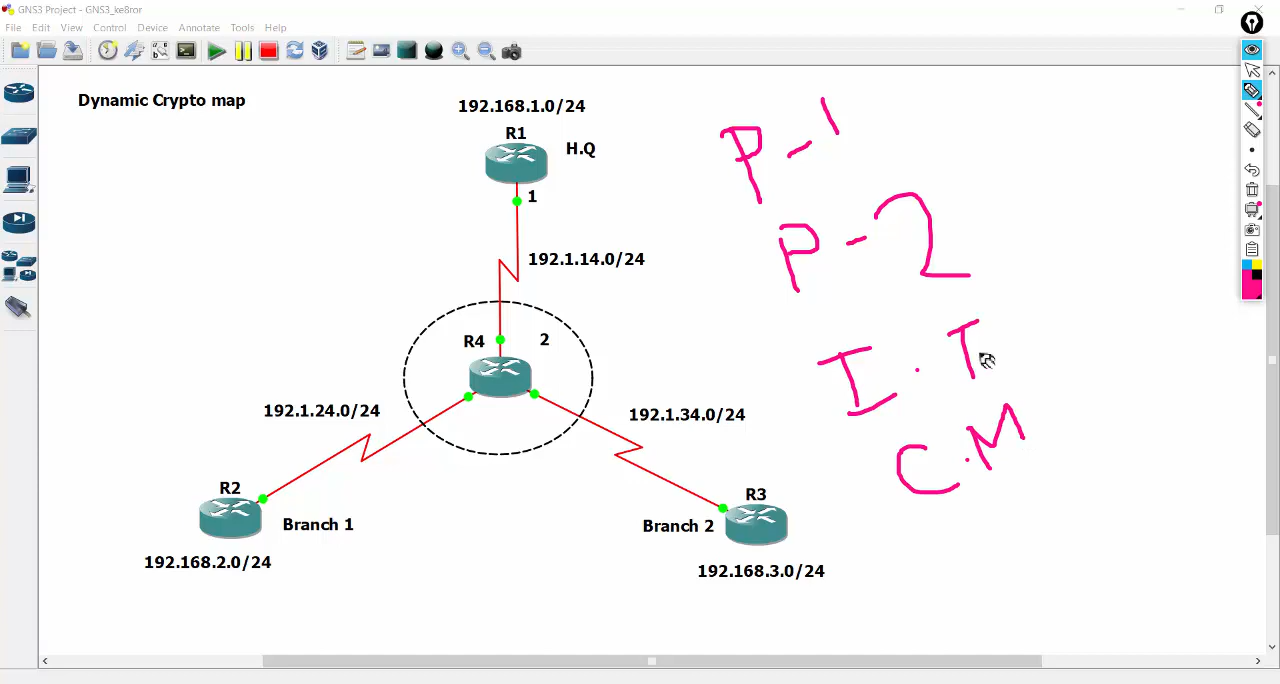 GNS3 Project - GNS3_ke8ror
File Edit View Control Device Annotate Tools Help
Dynamic Crypto map
192.168.1.0/24
R1
H.Q
1
192.1.14.0/24
R4
2
192.1.24.0/24
192.1.34.0/24
R2
Branch 1
192.168.2.0/24
R3
Branch 2
192.168.3.0/24
P-1
P-2
I.T
C.M